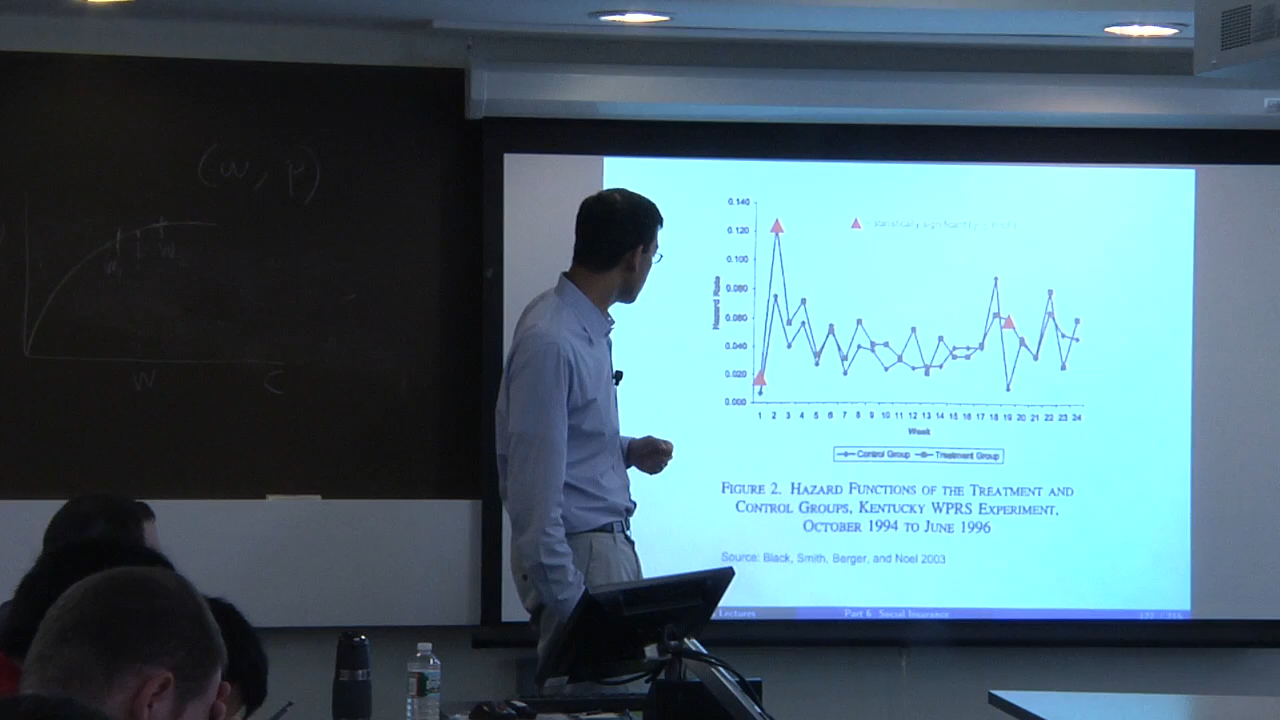 (w, p)
w
c
0.140
0.120
0.100
0.080
0.060
0.040
0.020
0.000
Hazard Rate
1 2 3 4 5 6 7 8 9 10 11 12 13 14 15 16 17 18 19 20 21 22 23 24
Week
Control Group Treatment Group
FIGURE 2. HAZARD FUNCTIONS OF THE TREATMENT AND
CONTROL GROUPS, KENTUCKY WPRS EXPERIMENT,
OCTOBER 1994 TO JUNE 1996
Source: Black, Smith, Berger, and Noel 2003
Lectures Part 6: Social Insurance